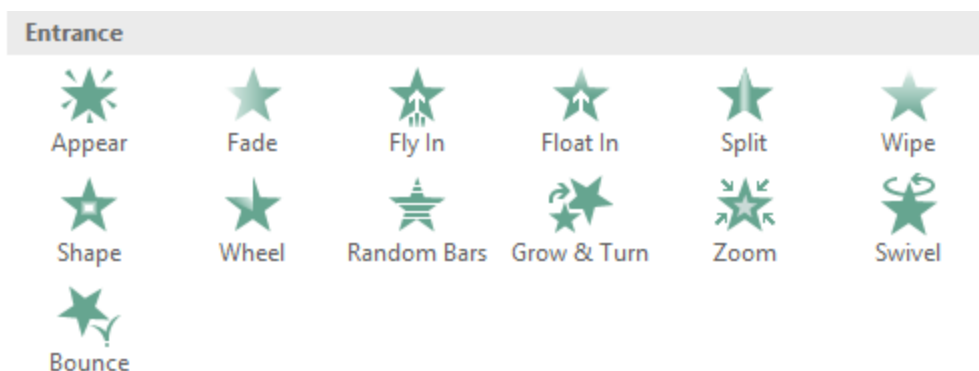 Entrance
Appear Fade Fly In Float In Split Wipe
Shape Wheel Random Bars Grow & Turn Zoom Swivel
Bounce